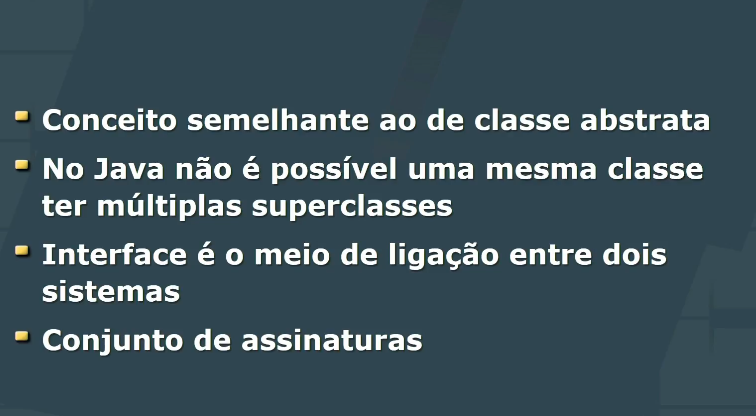 Conceito semelhante ao de classe abstrata
No Java não é possível uma mesma classe
ter múltiplas superclasses
Interface é o meio de ligação entre dois
sistemas
Conjunto de assinaturas